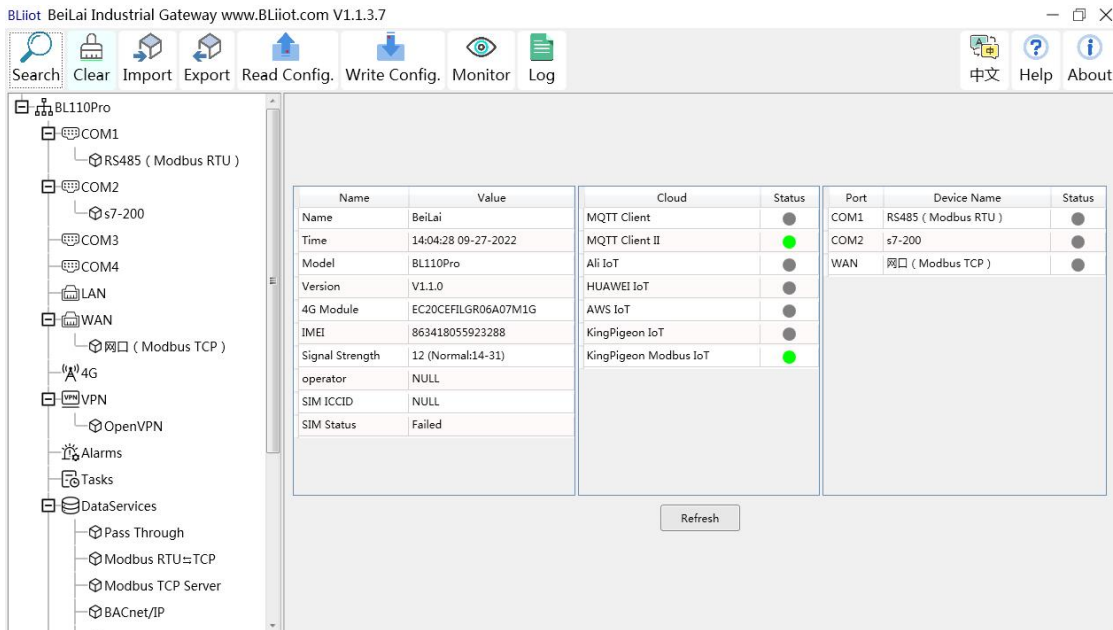 BLiiot BeiLai Industrial Gateway www.BLiiot.com V1.1.3.7
Search Clear Import Export Read Config. Write Config. Monitor Log 中文 Help About
BL110Pro
COM1
RS485 ( Modbus RTU )
COM2
s7-200
COM3
COM4
LAN
WAN
网口 ( Modbus TCP )
4G
VPN VPN
OpenVPN
Alarms
Tasks
DataServices
Pass Through
Modbus RTU⇆TCP
Modbus TCP Server
BACnet/IP
Name Value
Name BeiLai
Time 14:04:28 09-27-2022
Model BL110Pro
Version V1.1.0
4G Module EC20CEFILGR06A07M1G
IMEI 863418055923288
Signal Strength 12 (Normal:14-31)
operator NULL
SIM ICCID NULL
SIM Status Failed
Cloud Status
MQTT Client
MQTT Client II
Ali IoT
HUAWEI IoT
AWS IoT
KingPigeon IoT
KingPigeon Modbus IoT
Port Device Name Status
COM1 RS485 ( Modbus RTU )
COM2 s7-200
WAN 网口 ( Modbus TCP )
Refresh